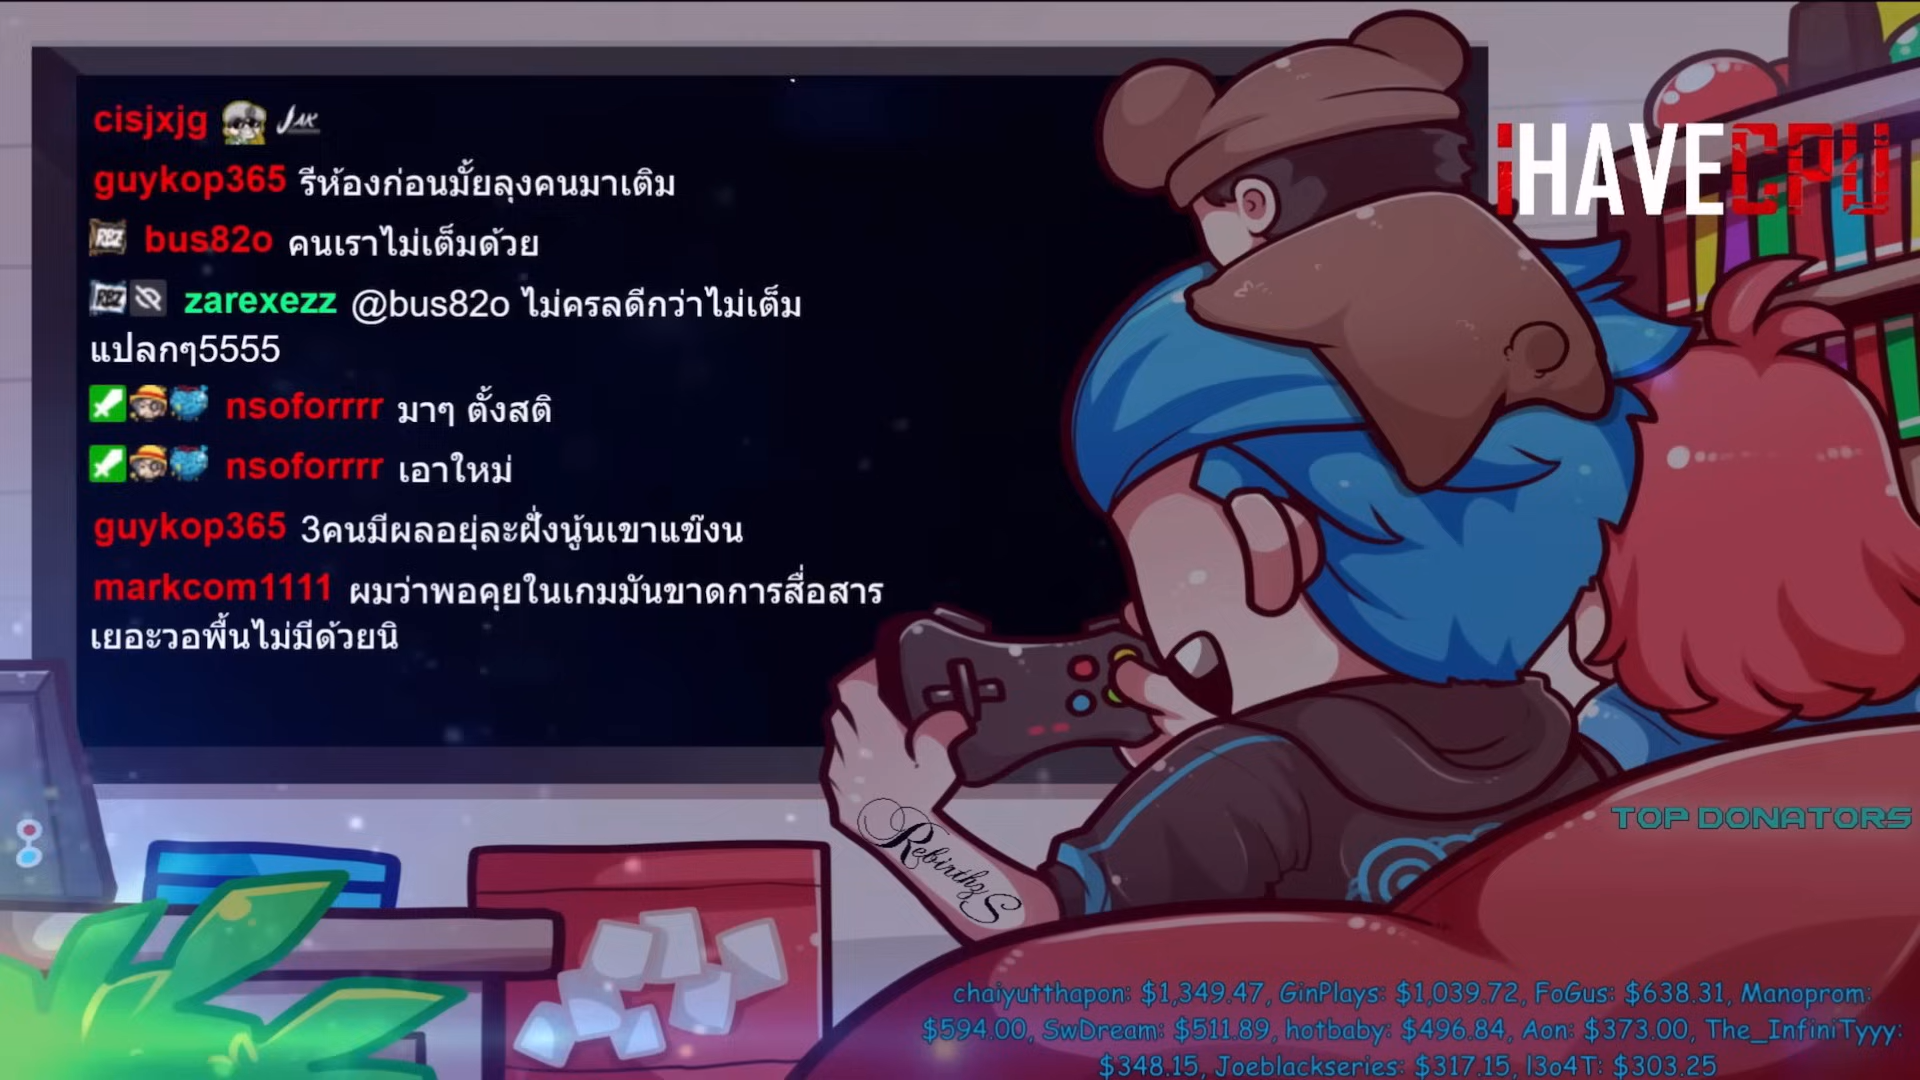 cisjxjg JAK
guykop365 รีห้องก่อนมั้ยลุงคนมาเติม
RBZ bus82o คนเราไม่เต็มด้วย
RBZ zarexezz @bus82o ไม่ครลดีกว่าไม่เต็ม
แปลกๆ5555
nsoforrrr มาๆ ตั้งสติ
nsoforrrr เอาใหม่
guykop365 3คนมีผลอยุ่ละฝั่งนู้นเขาแข๊งน
markcom1111 ผมว่าพอคุยในเกมมันขาดการสื่อสาร
เยอะวอพื้นไม่มีด้วยนิ
iHAVECPU
RebirthzS
TOP DONATORS
chaiyutthapon: $1,349.47, GinPlays: $1,039.72, FoGus: $638.31, Manoprom:
$594.00, SwDream: $511.89, hotbaby: $496.84, Aon: $373.00, The_InfiniTyyy:
$348.15, Joeblackseries: $317.15, l3o4T: $303.25